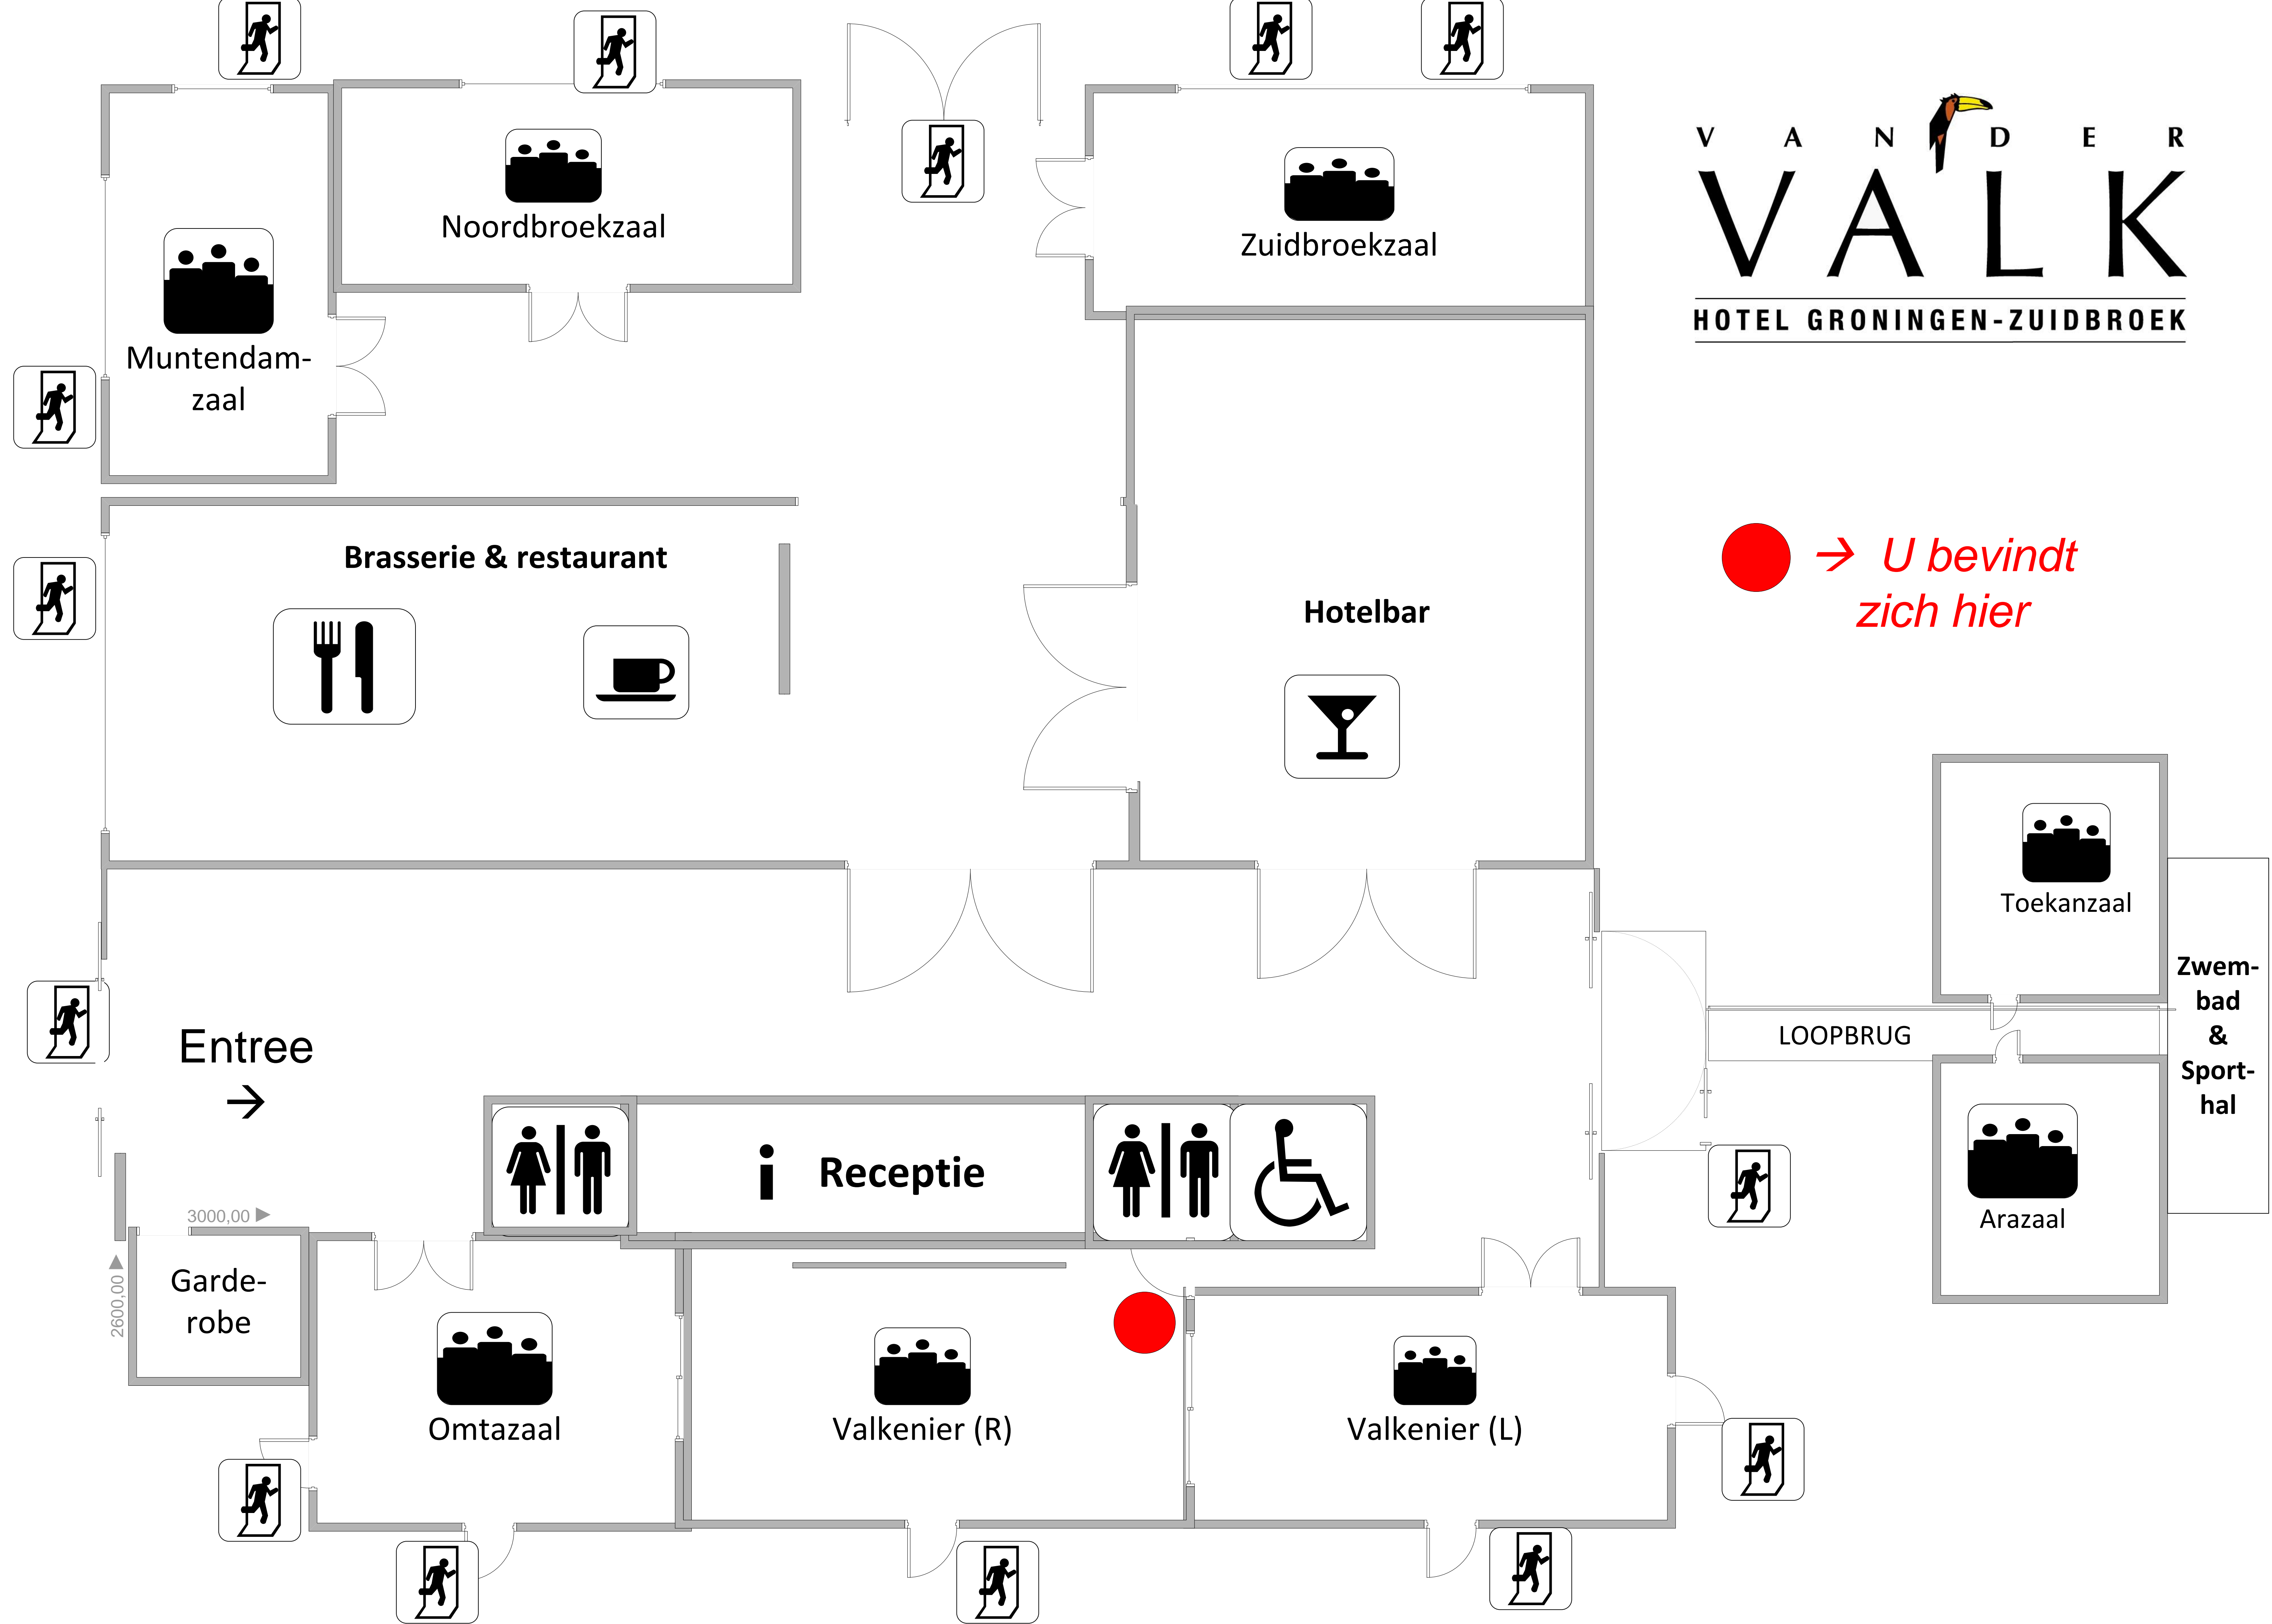 V A N D E R
VALK
HOTEL GRONINGEN-ZUIDBROEK
Noordbroekzaal
Zuidbroekzaal
Muntendam-
zaal
Brasserie & restaurant
Hotelbar
→ U bevindt
zich hier
Toekanzaal
Zwem-
bad
&
Sport-
hal
LOOPBRUG
Arazaal
Entree
→
i Receptie
3000,00
2600,00
Garde-
robe
Omtazaal
Valkenier (R)
Valkenier (L)